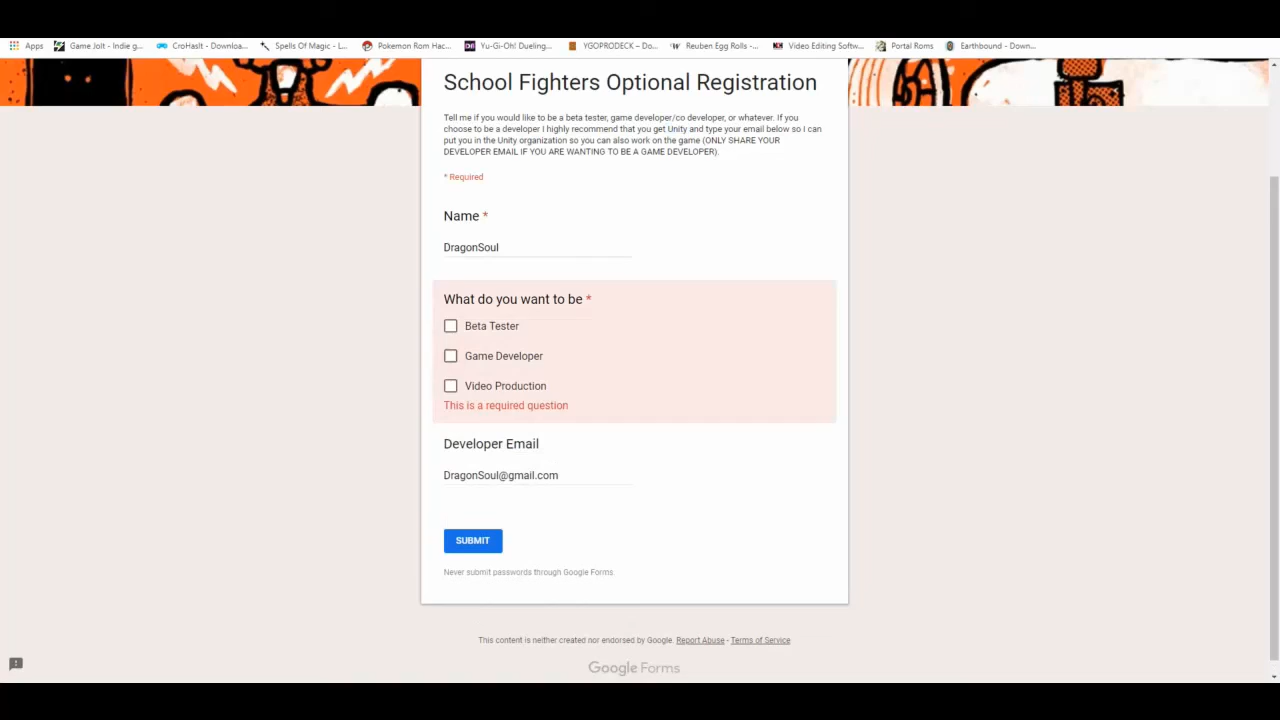 Apps Game Jolt - Indie g... CroHasIt - Downloa... Spells Of Magic - L... Pokemon Rom Hac... Yu-Gi-Oh! Dueling... YGOPRODECK – Do... Reuben Egg Rolls -... Video Editing Softw... Portal Roms Earthbound - Down...
School Fighters Optional Registration
Tell me if you would like to be a beta tester, game developer/co developer, or whatever. If you
choose to be a developer I highly recommend that you get Unity and type your email below so I can
put you in the Unity organization so you can also work on the game (ONLY SHARE YOUR
DEVELOPER EMAIL IF YOU ARE WANTING TO BE A GAME DEVELOPER).
* Required
Name *
DragonSoul
What do you want to be *
Beta Tester
Game Developer
Video Production
This is a required question
Developer Email
DragonSoul@gmail.com
SUBMIT
Never submit passwords through Google Forms.
This content is neither created nor endorsed by Google. Report Abuse - Terms of Service
Google Forms